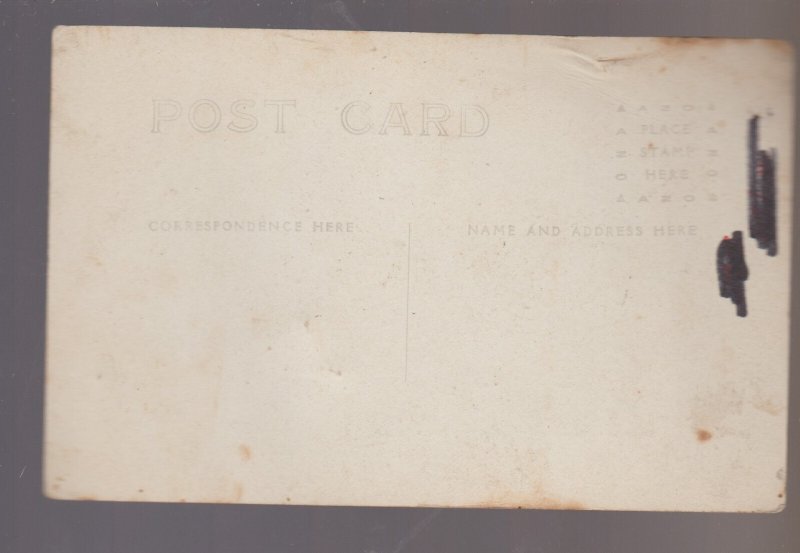 POST CARD
A A Z O A
A PLACE A
Z STAMP Z
O HERE O
A A Z O A
CORRESPONDENCE HERE
NAME AND ADDRESS HERE